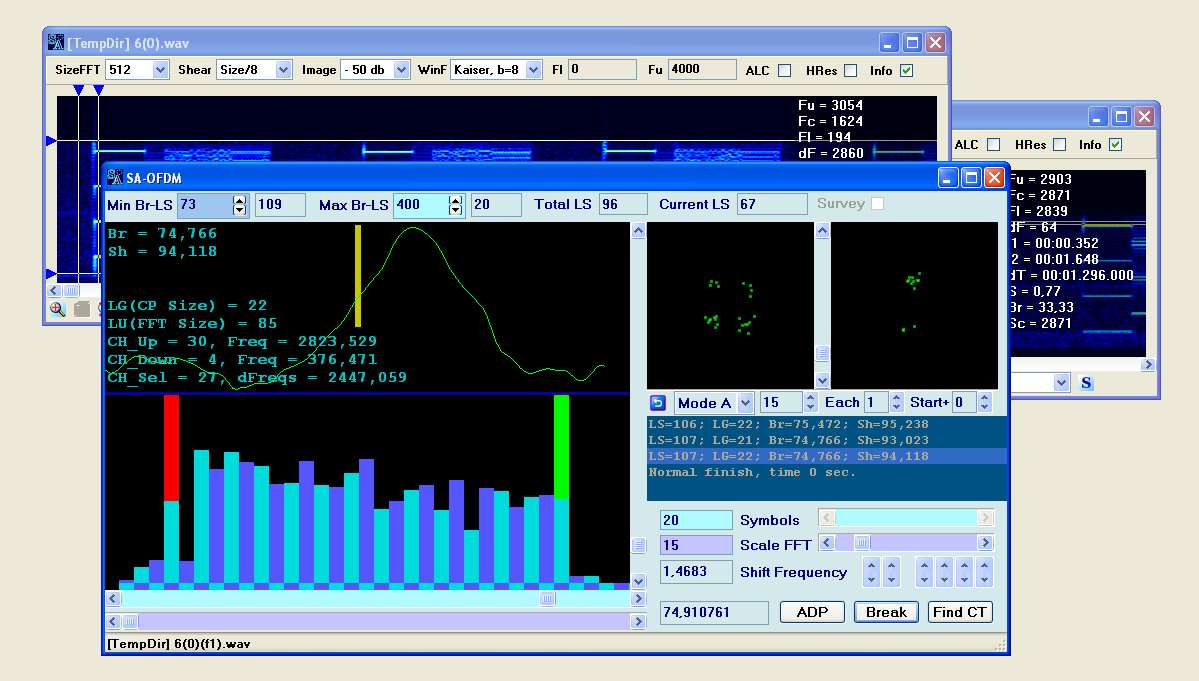 [TempDir] 6(0).wav
SizeFFT 512 Shear Size/8 Image - 50 db WinF Kaiser, b=8 Fl 0 Fu 4000 ALC HRes Info
Fu = 3054
Fc = 1624
Fl = 194
dF = 2860
ALC HRes Info
Fu = 2903
Fc = 2871
Fl = 2839
dF = 64
1 = 00:00.352
2 = 00:01.648
dT = 00:01.296.000
S = 0,77
Br = 33,33
Sc = 2871
S
SA-OFDM
Min Br-LS 73 109 Max Br-LS 400 20 Total LS 96 Current LS 67 Survey
Br = 74,766
Sh = 94,118
LG(CP Size) = 22
LU(FFT Size) = 85
CH_Up = 30, Freq = 2823,529
CH_Down = 4, Freq = 376,471
CH_Sel = 27, dFreqs = 2447,059
Mode A 15 Each 1 Start+ 0
LS=106; LG=22; Br=75,472; Sh=95,238
LS=107; LG=21; Br=74,766; Sh=93,023
LS=107; LG=22; Br=74,766; Sh=94,118
Normal finish, time 0 sec.
20 Symbols
15 Scale FFT
1,4683 Shift Frequency
74,910761 ADP Break Find CT
[TempDir] 6(0)(f1).wav